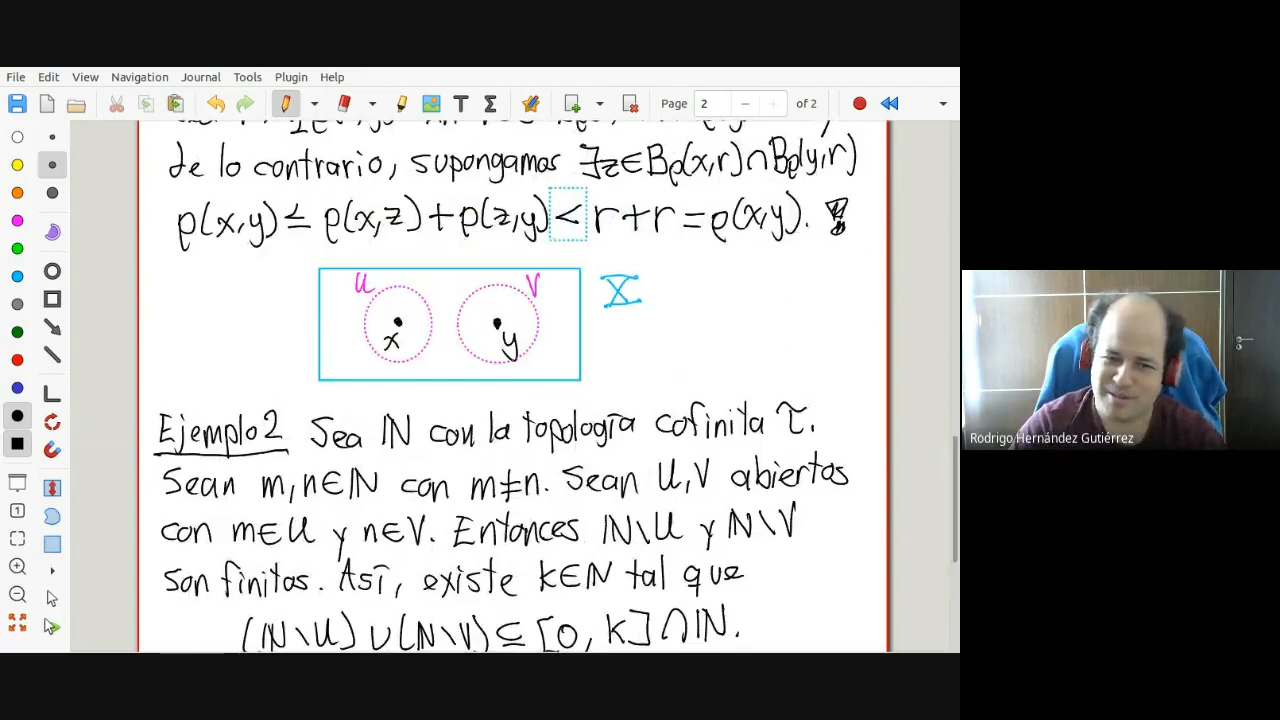 File Edit View Navigation Journal Tools Plugin Help
Page 2 of 2
de lo contrario, supongamos ∃z∈Bρ(x,r)∩Bρ(y,r)
ρ(x,y) ≤ ρ(x,z)+ρ(z,y) < r+r = ρ(x,y).
U V X
x y
Ejemplo 2 Sea ℕ con la topología cofinita τ.
Sean m,n∈ℕ con m≠n. Sean U,V abiertos
con m∈U y n∈V. Entonces ℕ\U y ℕ\V
son finitos. Así, existe k∈ℕ tal que
(ℕ\U)∪(ℕ\V)⊆[0,k]∩ℕ.
Rodrigo Hernández Gutiérrez